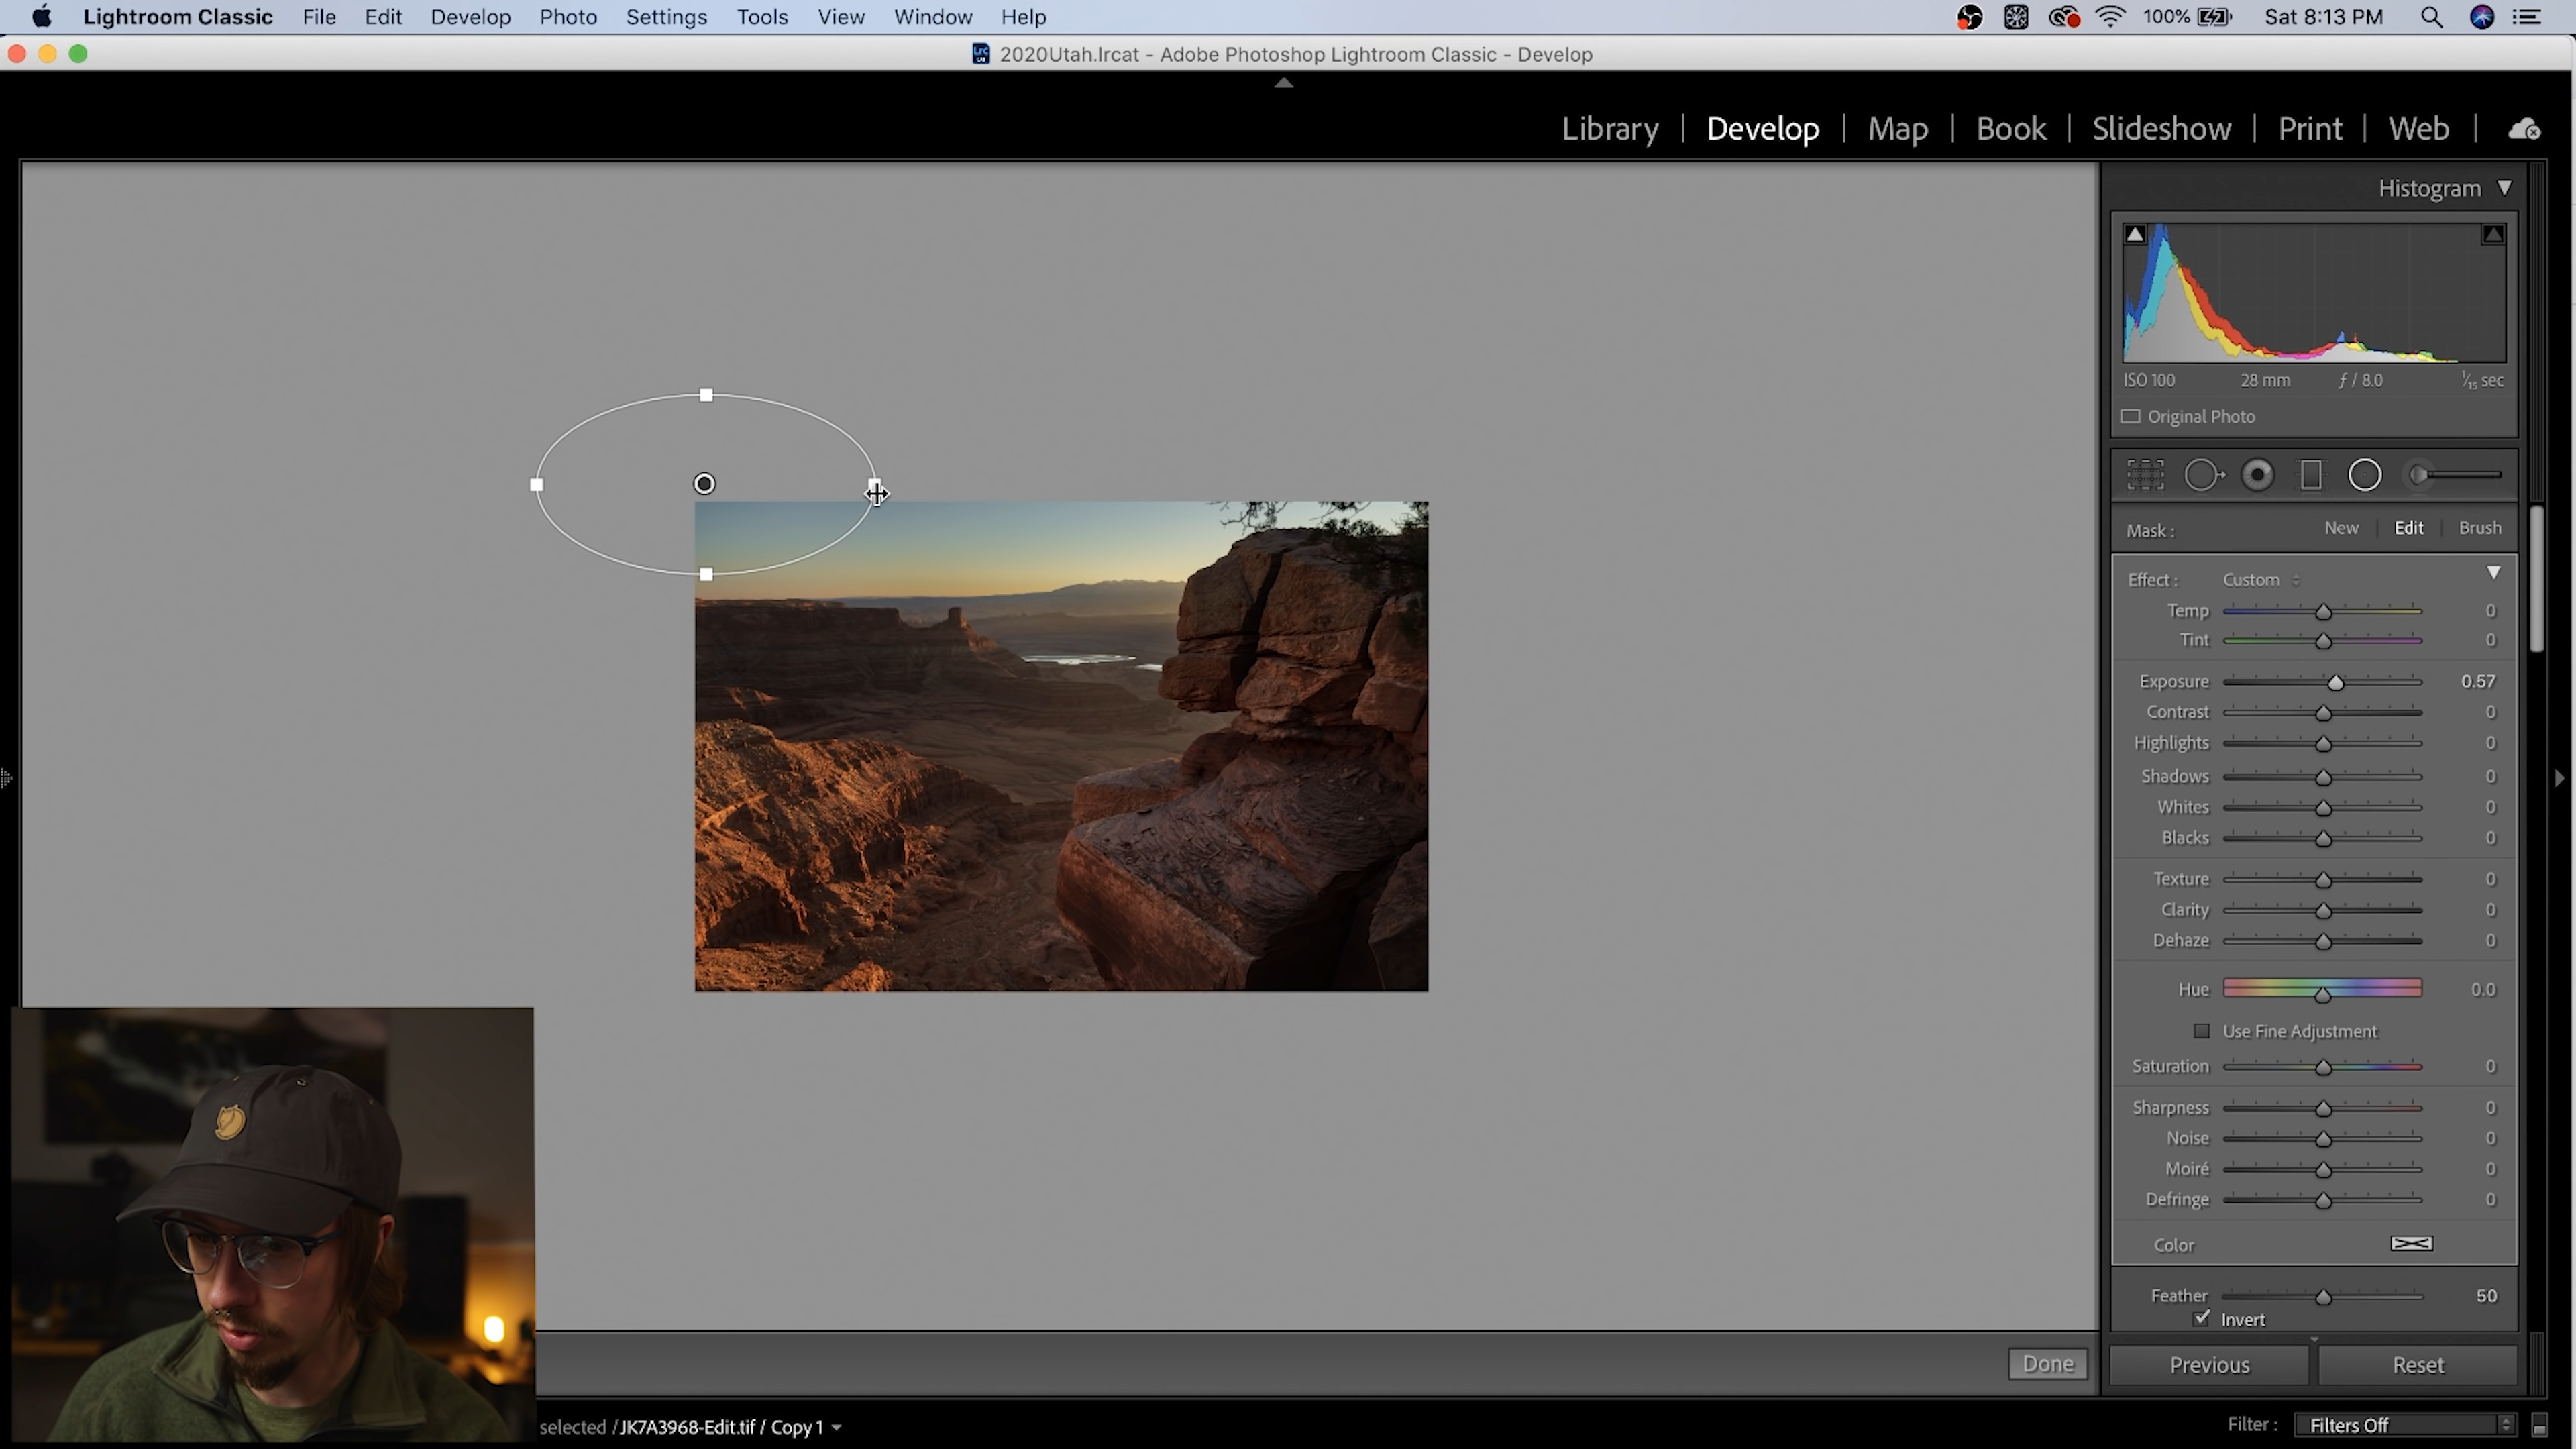 Lightroom Classic File Edit Develop Photo Settings Tools View Window Help 100% Sat 8:13 PM
2020Utah.lrcat - Adobe Photoshop Lightroom Classic - Develop
Library | Develop | Map | Book | Slideshow | Print | Web |
Histogram
ISO 100 28 mm ƒ / 8.0 1/15 sec
Original Photo
Mask : New Edit Brush
Effect : Custom
Temp 0
Tint 0
Exposure 0.57
Contrast 0
Highlights 0
Shadows 0
Whites 0
Blacks 0
Texture 0
Clarity 0
Dehaze 0
Hue 0.0
Use Fine Adjustment
Saturation 0
Sharpness 0
Noise 0
Moiré 0
Defringe 0
Color
Feather 50
Invert
Done Previous Reset
selected / JK7A3968-Edit.tif / Copy 1
Filter : Filters Off